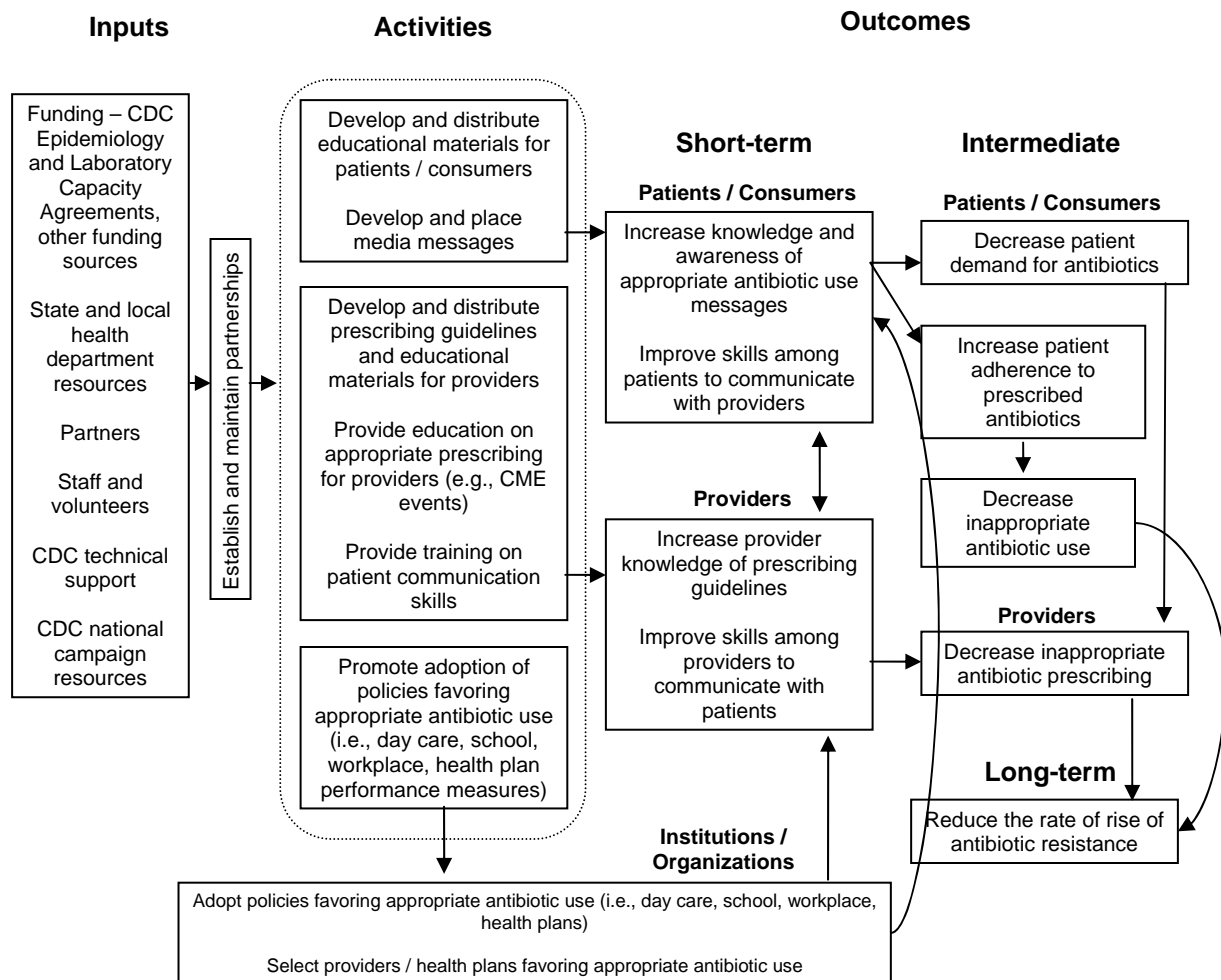 Inputs
Activities
Outcomes
Funding – CDC
Epidemiology
and Laboratory
Capacity
Agreements,
other funding
sources
State and local
health
department
resources
Partners
Staff and
volunteers
CDC technical
support
CDC national
campaign
resources
Establish and maintain partnerships
Develop and distribute
educational materials for
patients / consumers
Develop and place
media messages
Develop and distribute
prescribing guidelines
and educational
materials for providers
Provide education on
appropriate prescribing
for providers (e.g., CME
events)
Provide training on
patient communication
skills
Promote adoption of
policies favoring
appropriate antibiotic use
(i.e., day care, school,
workplace, health plan
performance measures)
Short-term
Patients / Consumers
Increase knowledge and
awareness of
appropriate antibiotic use
messages
Improve skills among
patients to communicate
with providers
Providers
Increase provider
knowledge of prescribing
guidelines
Improve skills among
providers to
communicate with
patients
Institutions /
Organizations
Adopt policies favoring appropriate antibiotic use (i.e., day care, school, workplace,
health plans)
Select providers / health plans favoring appropriate antibiotic use
Intermediate
Patients / Consumers
Decrease patient
demand for antibiotics
Increase patient
adherence to
prescribed
antibiotics
Decrease
inappropriate
antibiotic use
Providers
Decrease inappropriate
antibiotic prescribing
Long-term
Reduce the rate of rise of
antibiotic resistance